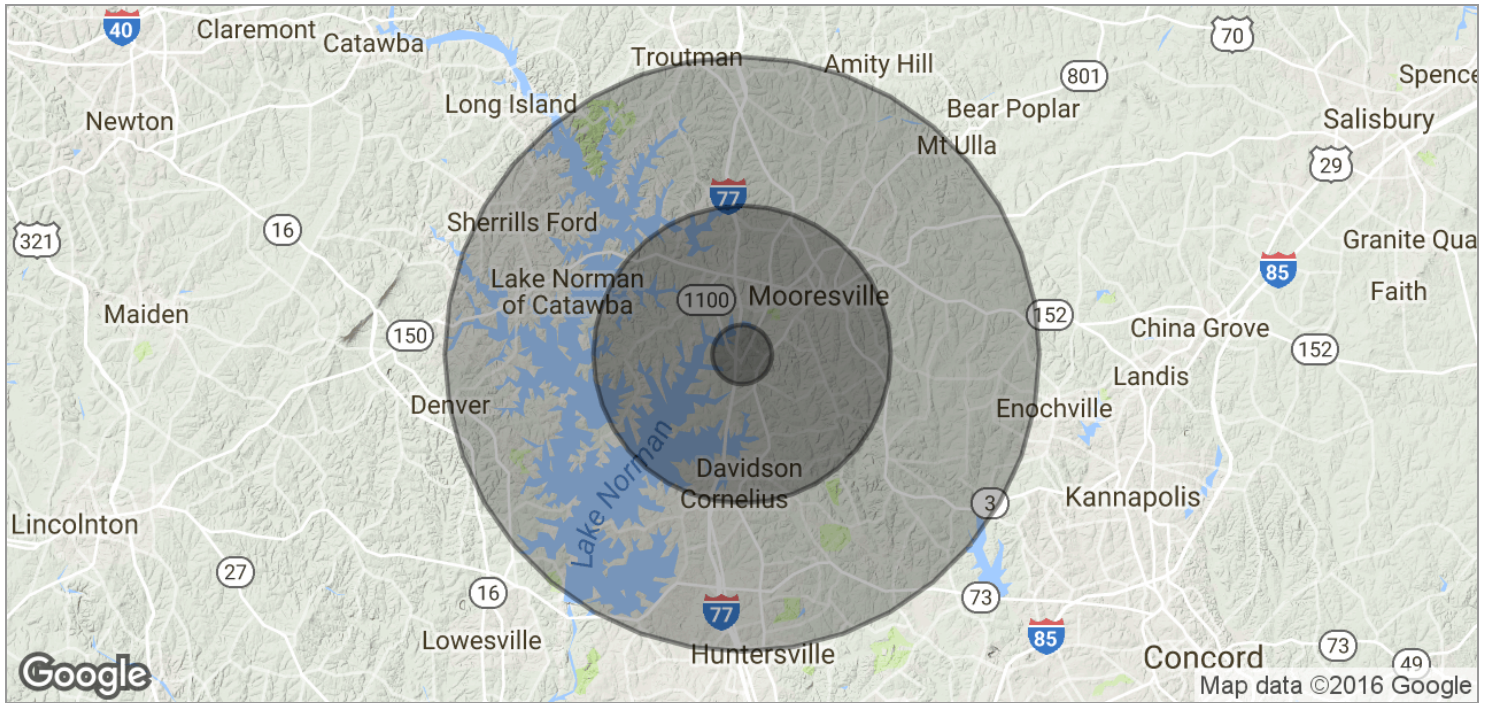 40
Claremont
Catawba
Troutman
Amity Hill
70
801
Spence
Long Island
Bear Poplar
Newton
Salisbury
Mt Ulla
29
77
Sherrills Ford
16
321
Granite Qua
85
Lake Norman
of Catawba
1100
Mooresville
Faith
Maiden
152
150
China Grove
152
Landis
Denver
Enochville
Lake Norman
Davidson
Cornelius
3
Kannapolis
Lincolnton
27
16
73
77
85
Lowesville
Huntersville
73
Concord
49
Google
Map data ©2016 Google